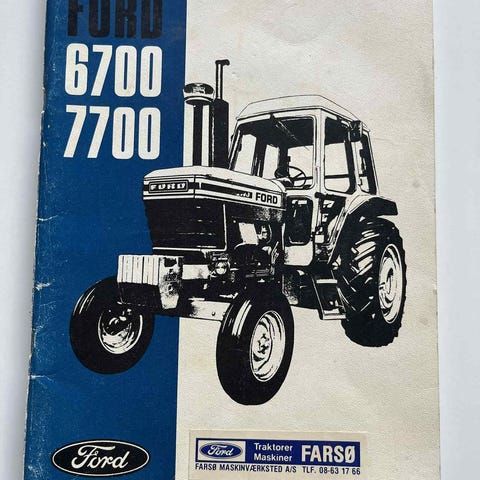 FORD
6700
7700
FORD
FORD
Ford
Ford
Traktorer
Maskiner
FARSØ
FARSØ MASKINVÆRKSTED A/S TLF. 08-63 17 66